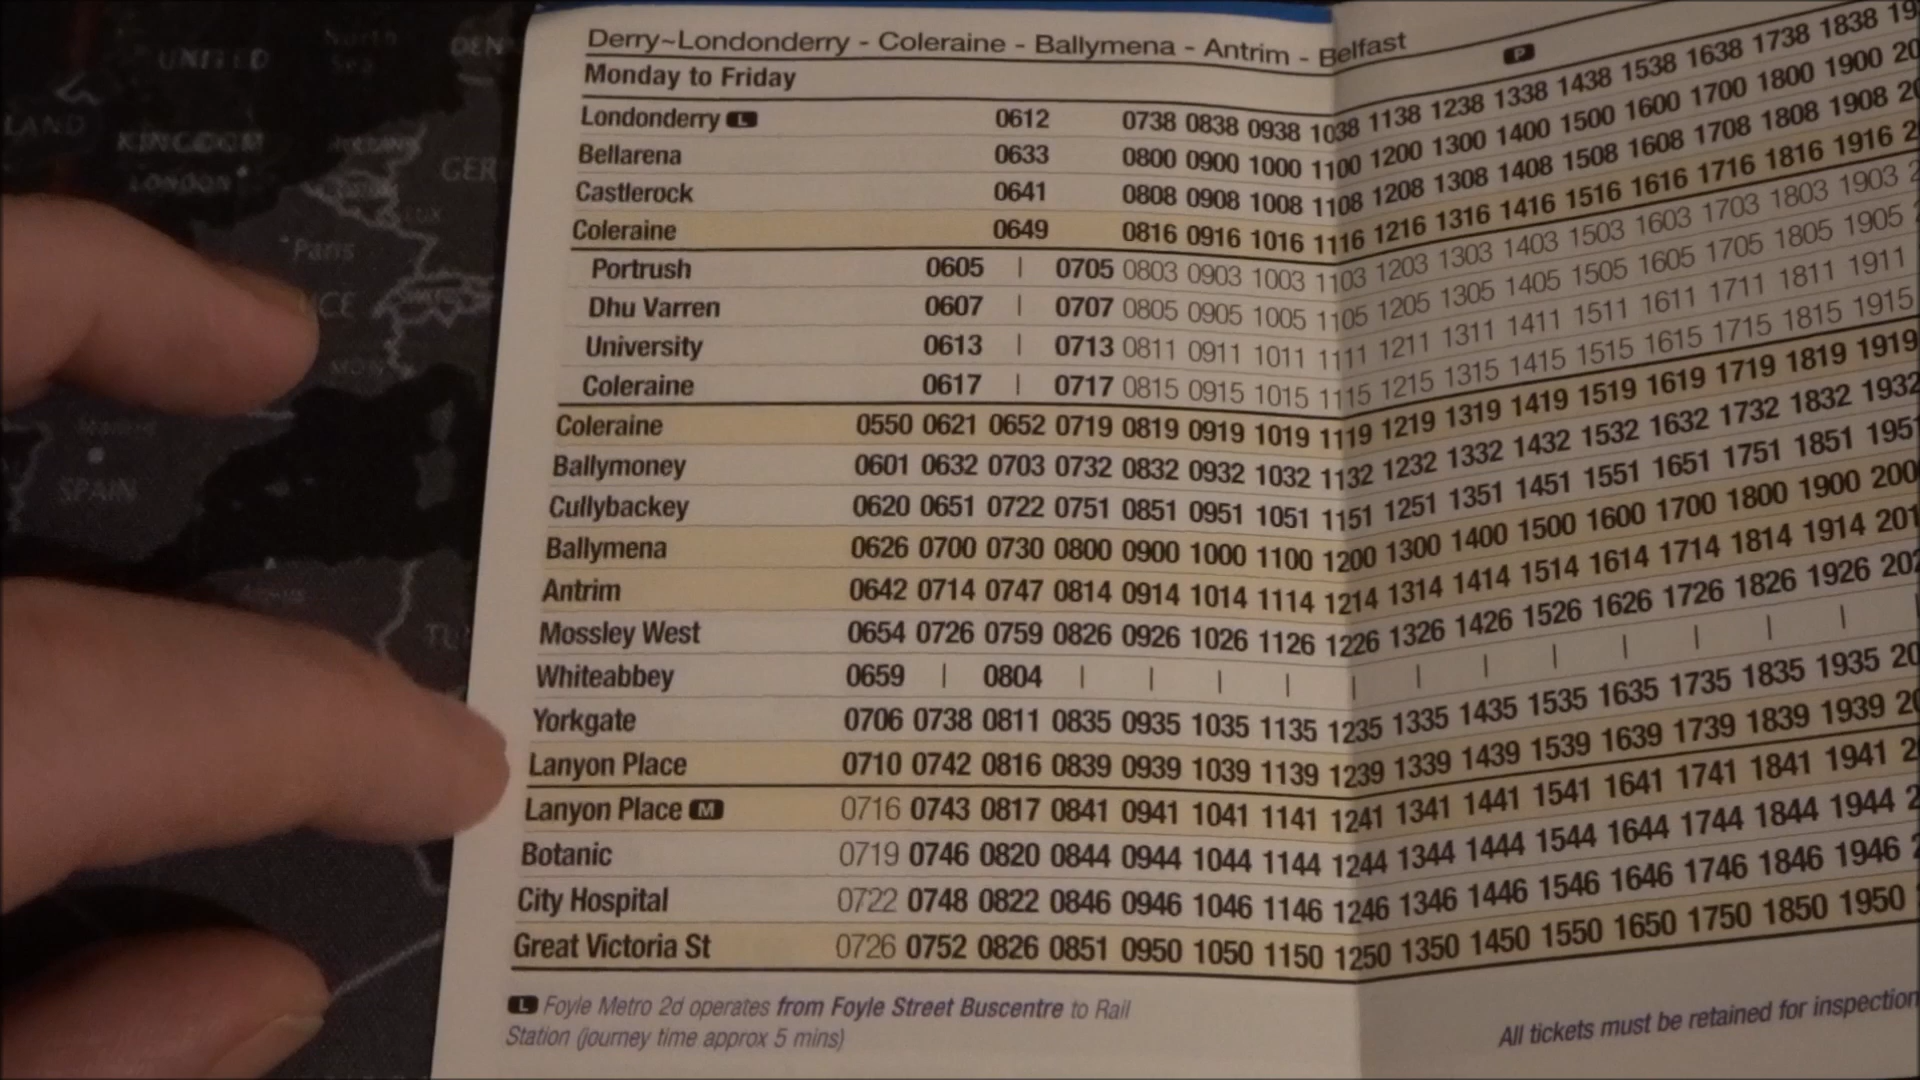 UNITED
KINGDOM
LONDON
North
Sea
DEN
LAND
GER
Paris
SPAIN
Derry~Londonderry - Coleraine - Ballymena - Antrim - Belfast
Monday to Friday
P
Londonderry L 0612 0738 0838 0938 1038 1138 1238 1338 1438 1538 1638 1738 1838
Bellarena 0633 0800 0900 1000 1100 1200 1300 1400 1500 1600 1700 1800 1900
Castlerock 0641 0808 0908 1008 1108 1208 1308 1408 1508 1608 1708 1808 1908
Coleraine 0649 0816 0916 1016 1116 1216 1316 1416 1516 1616 1716 1816 1916
Portrush 0605 | 0705 0803 0903 1003 1103 1203 1303 1403 1503 1603 1703 1803 1903
Dhu Varren 0607 | 0707 0805 0905 1005 1105 1205 1305 1405 1505 1605 1705 1805 1905
University 0613 | 0713 0811 0911 1011 1111 1211 1311 1411 1511 1611 1711 1811 1911
Coleraine 0617 | 0717 0815 0915 1015 1115 1215 1315 1415 1515 1615 1715 1815 1915
Coleraine 0550 0621 0652 0719 0819 0919 1019 1119 1219 1319 1419 1519 1619 1719 1819 1919
Ballymoney 0601 0632 0703 0732 0832 0932 1032 1132 1232 1332 1432 1532 1632 1732 1832 1932
Cullybackey 0620 0651 0722 0751 0851 0951 1051 1151 1251 1351 1451 1551 1651 1751 1851 1951
Ballymena 0626 0700 0730 0800 0900 1000 1100 1200 1300 1400 1500 1600 1700 1800 1900
Antrim 0642 0714 0747 0814 0914 1014 1114 1214 1314 1414 1514 1614 1714 1814 1914
Mossley West 0654 0726 0759 0826 0926 1026 1126 1226 1326 1426 1526 1626 1726 1826 1926
Whiteabbey 0659 | 0804 | | | | | | | | | | | |
Yorkgate 0706 0738 0811 0835 0935 1035 1135 1235 1335 1435 1535 1635 1735 1835 1935
Lanyon Place 0710 0742 0816 0839 0939 1039 1139 1239 1339 1439 1539 1639 1739 1839 1939
Lanyon Place M 0716 0743 0817 0841 0941 1041 1141 1241 1341 1441 1541 1641 1741 1841 1941
Botanic 0719 0746 0820 0844 0944 1044 1144 1244 1344 1444 1544 1644 1744 1844 1944
City Hospital 0722 0748 0822 0846 0946 1046 1146 1246 1346 1446 1546 1646 1746 1846 1946
Great Victoria St 0726 0752 0826 0851 0950 1050 1150 1250 1350 1450 1550 1650 1750 1850 1950
L Foyle Metro 2d operates from Foyle Street Buscentre to Rail
Station (journey time approx 5 mins)
All tickets must be retained for inspection